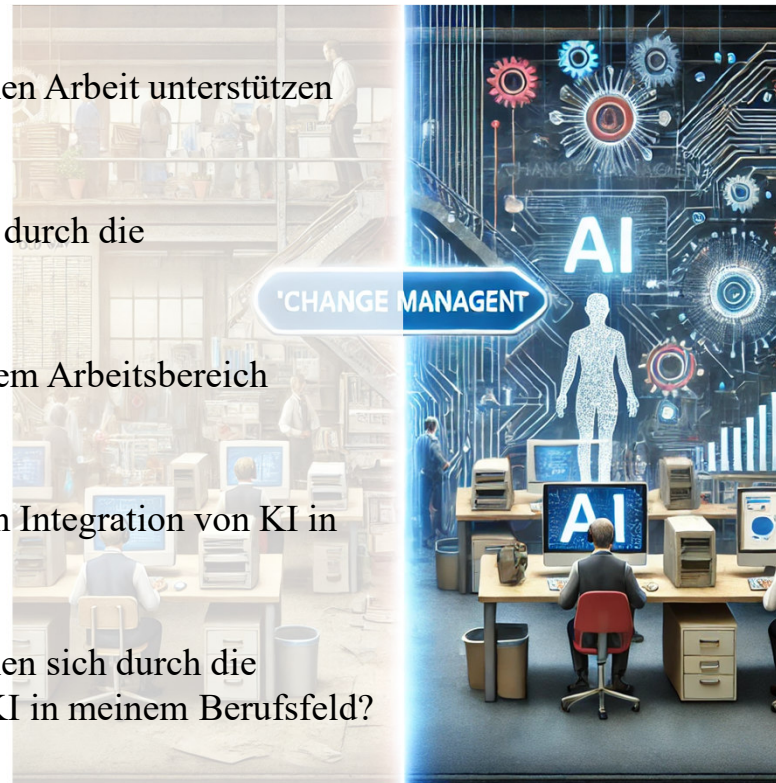 en Arbeit unterstützen
durch die
'CHANGE MANAGENT
em Arbeitsbereich
n Integration von KI in
en sich durch die
KI in meinem Berufsfeld?
AI
AI